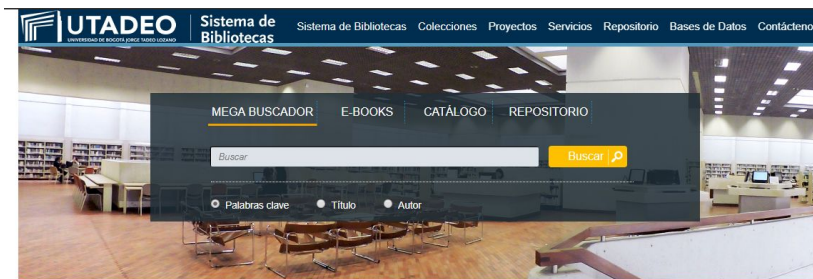 UTADEO
UNIVERSIDAD DE BOGOTÁ JORGE TADEO LOZANO
Sistema de
Bibliotecas
Sistema de Bibliotecas Colecciones Proyectos Servicios Repositorio Bases de Datos Contácteno
MEGA BUSCADOR E-BOOKS CATÁLOGO REPOSITORIO
Buscar Buscar
Palabras clave Título Autor